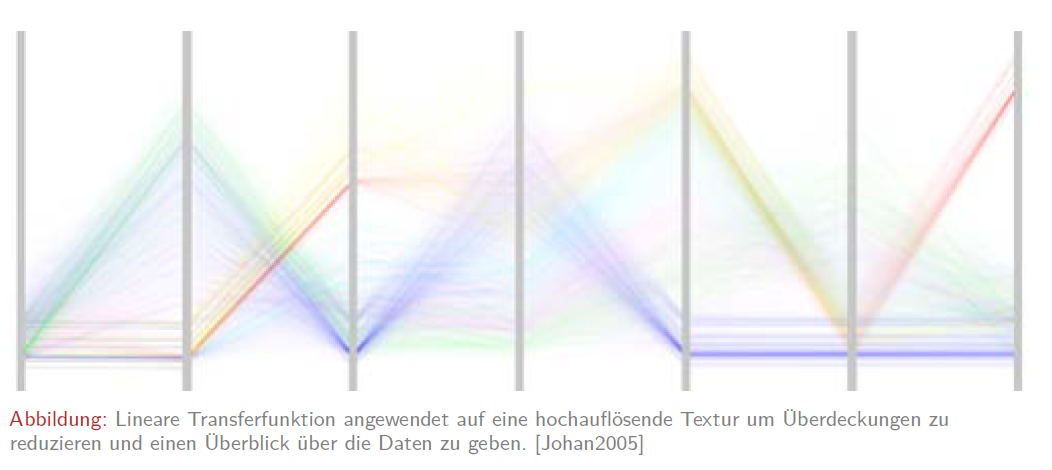 Abbildung: Lineare Transferfunktion angewendet auf eine hochauflösende Textur um Überdeckungen zu
reduzieren und einen Überblick über die Daten zu geben. [Johan2005]